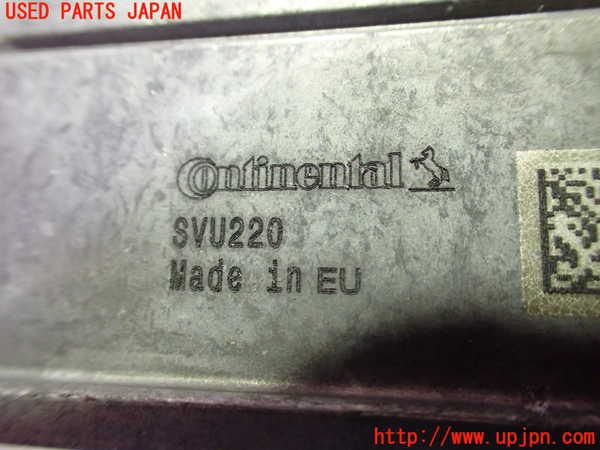 USED PARTS JAPAN
Continental
SVU220
Made in EU
http://www.upjpn.com/